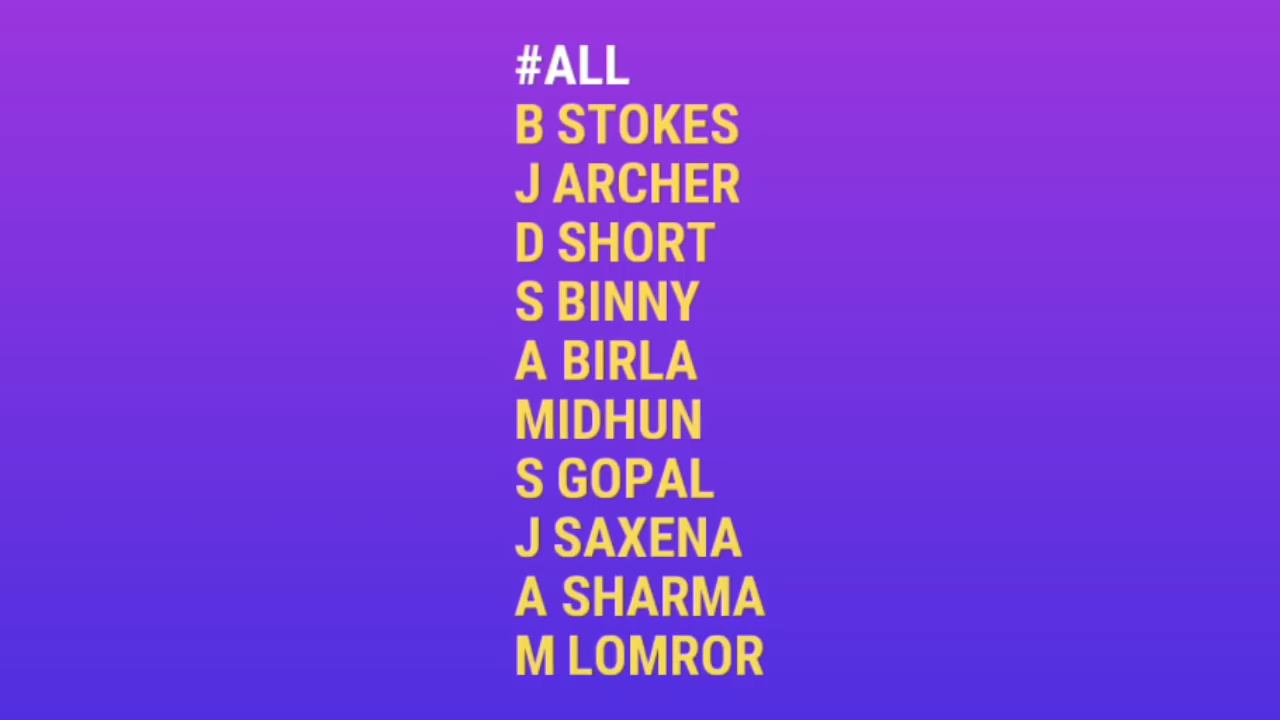 #ALL
B STOKES
J ARCHER
D SHORT
S BINNY
A BIRLA
MIDHUN
S GOPAL
J SAXENA
A SHARMA
M LOMROR